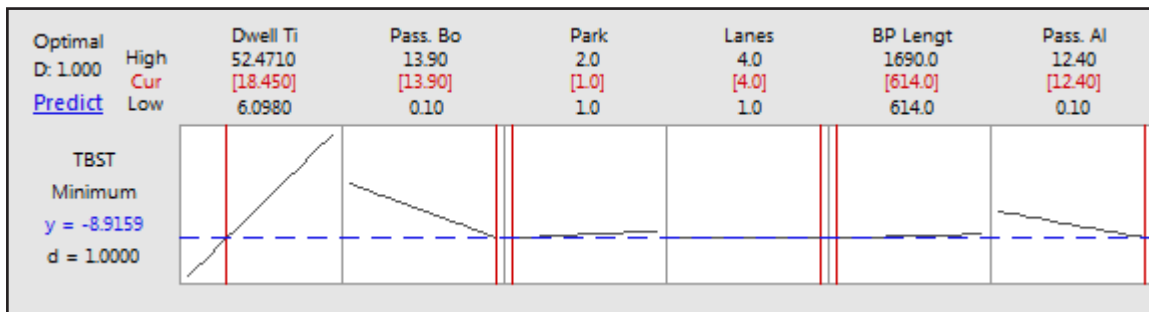 Optimal
D: 1.000
Predict
High
Cur
Low
Dwell Ti
52.4710
[18.450]
6.0980
Pass. Bo
13.90
[13.90]
0.10
Park
2.0
[1.0]
1.0
Lanes
4.0
[4.0]
1.0
BP Lengt
1690.0
[614.0]
614.0
Pass. Al
12.40
[12.40]
0.10
TBST
Minimum
y = -8.9159
d = 1.0000